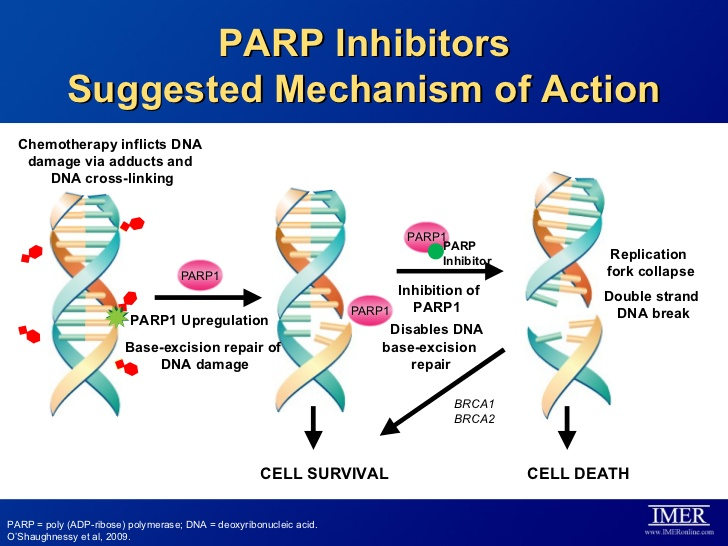 PARP Inhibitors
Suggested Mechanism of Action
Chemotherapy inflicts DNA
damage via adducts and
DNA cross-linking
PARP1
PARP1 Upregulation
Base-excision repair of
DNA damage
PARP1
PARP
Inhibitor
Inhibition of
PARP1
PARP1
Disables DNA
base-excision
repair
Replication
fork collapse
Double strand
DNA break
BRCA1
BRCA2
CELL SURVIVAL
CELL DEATH
PARP = poly (ADP-ribose) polymerase; DNA = deoxyribonucleic acid.
O'Shaughnessy et al, 2009.
IMER
www.IMERonline.com